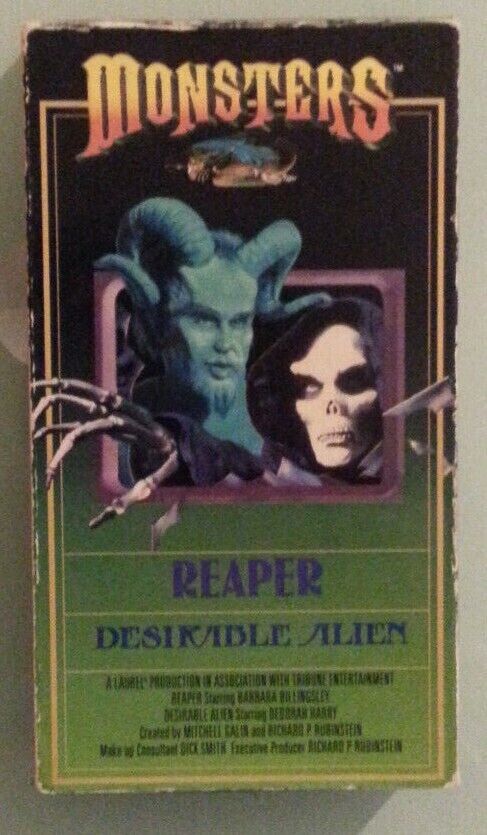 MONSTERS™
REAPER
DESIRABLE ALIEN
A LAUREL® PRODUCTION IN ASSOCIATION WITH TRIBUNE ENTERTAINMENT
REAPER Starring BARBARA BILLINGSLEY
DESIRABLE ALIEN Starring DEBORAH HARRY
Created by MITCHELL GALIN and RICHARD P. RUBINSTEIN
Make up Consultant DICK SMITH Executive Producer RICHARD P. RUBINSTEIN